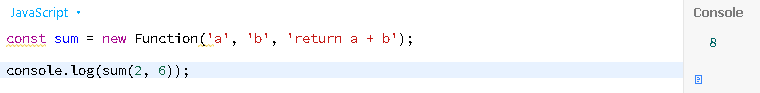 JavaScript
Console
const sum = new Function('a', 'b', 'return a + b');
8
console.log(sum(2, 6));